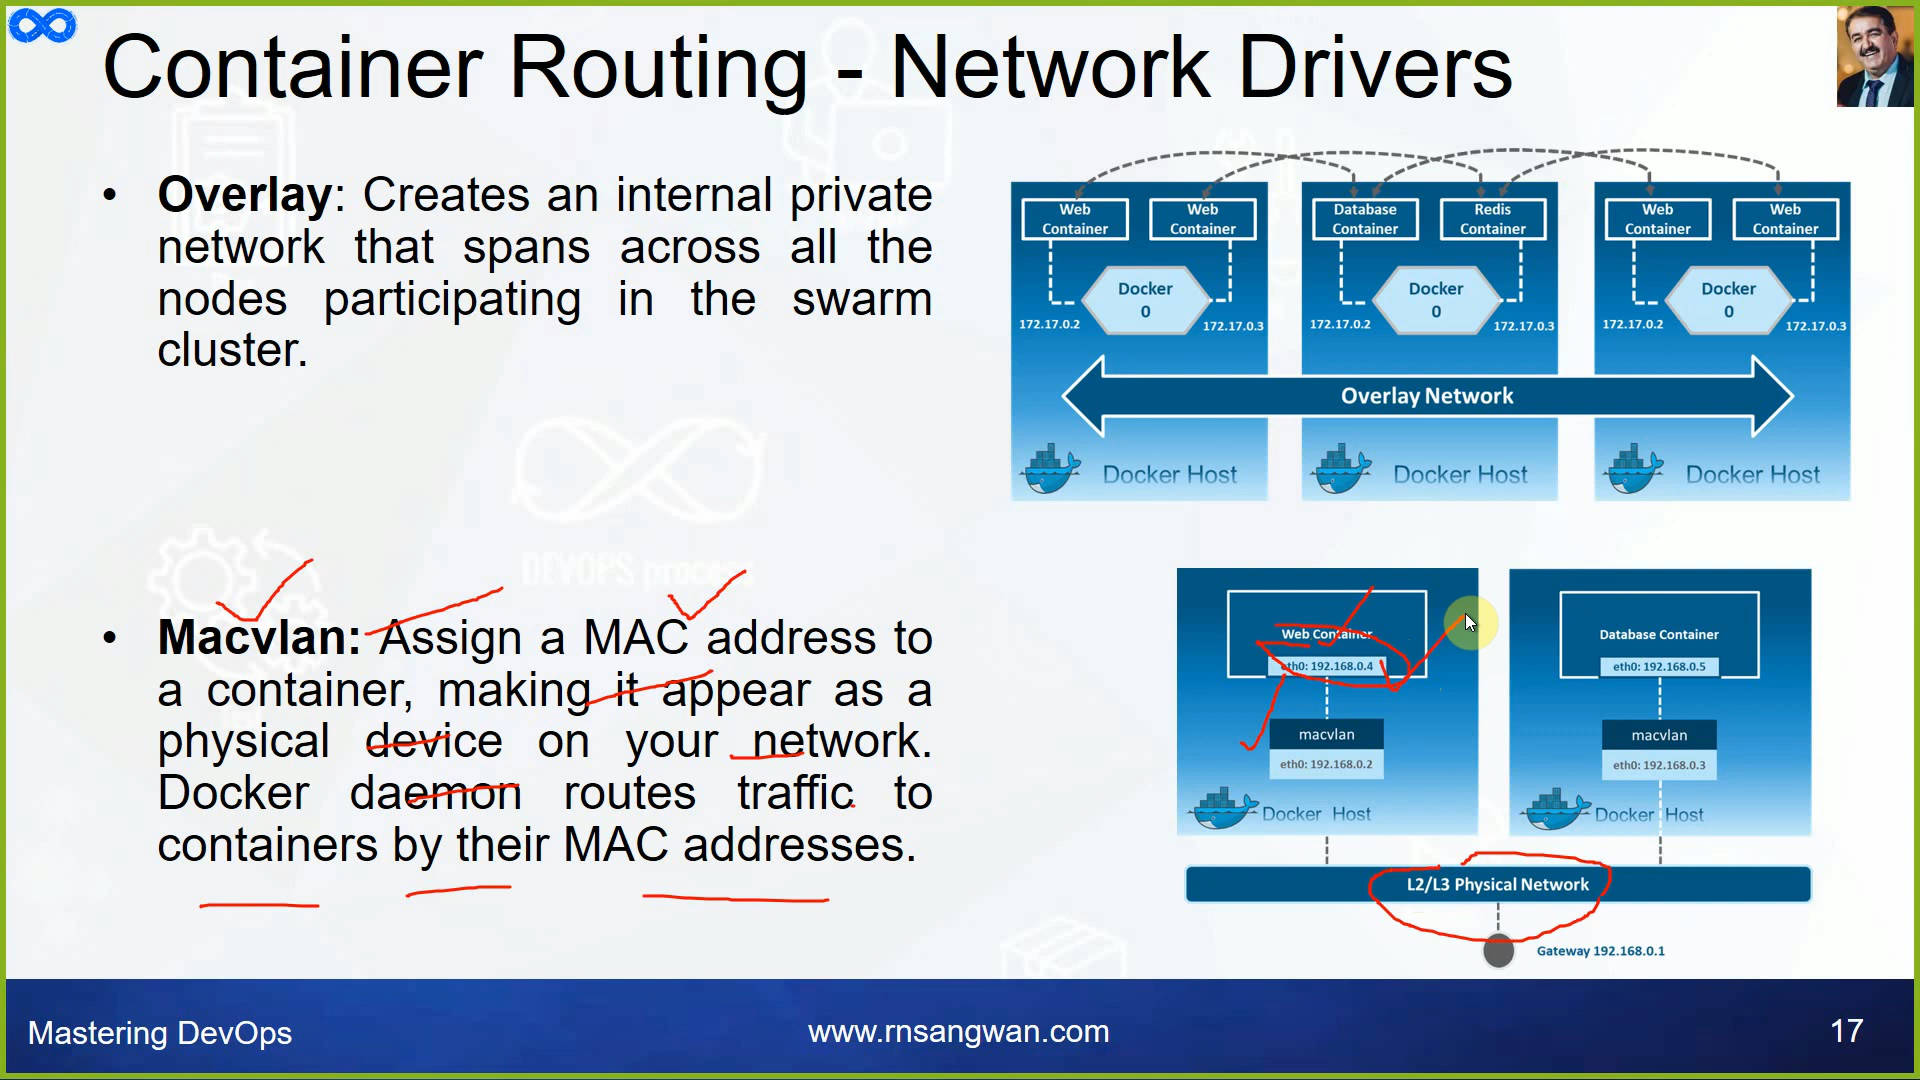 Container Routing - Network Drivers
• Overlay: Creates an internal private
network that spans across all the
nodes participating in the swarm
cluster.
Web Container
Web Container
Database Container
Redis Container
Web Container
Web Container
Docker 0
Docker 0
Docker 0
172.17.0.2
172.17.0.3
172.17.0.2
172.17.0.3
172.17.0.2
172.17.0.3
Overlay Network
Docker Host
Docker Host
Docker Host
DEVOPS process
• Macvlan: Assign a MAC address to
a container, making it appear as a
physical device on your network.
Docker daemon routes traffic to
containers by their MAC addresses.
Web Container
eth0: 192.168.0.4
macvlan
eth0: 192.168.0.2
Docker Host
Database Container
eth0: 192.168.0.5
macvlan
eth0: 192.168.0.3
Docker Host
L2/L3 Physical Network
Gateway 192.168.0.1
Mastering DevOps
www.rnsangwan.com
17